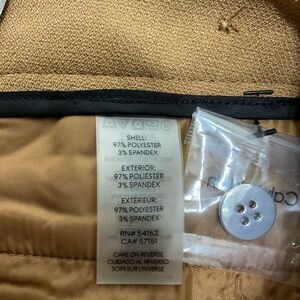 SHELL:
97% POLYESTER
3% SPANDEX
EXTERIOR:
97% POLIÉSTER
3% SPANDEX
EXTÉRIEUR:
97% POLYESTER
3% SPANDEX
RN# 54163
CA# 57151
CARE ON REVERSE
CUIDADO AL REVERSO
SOIN SUR L'INVERSE